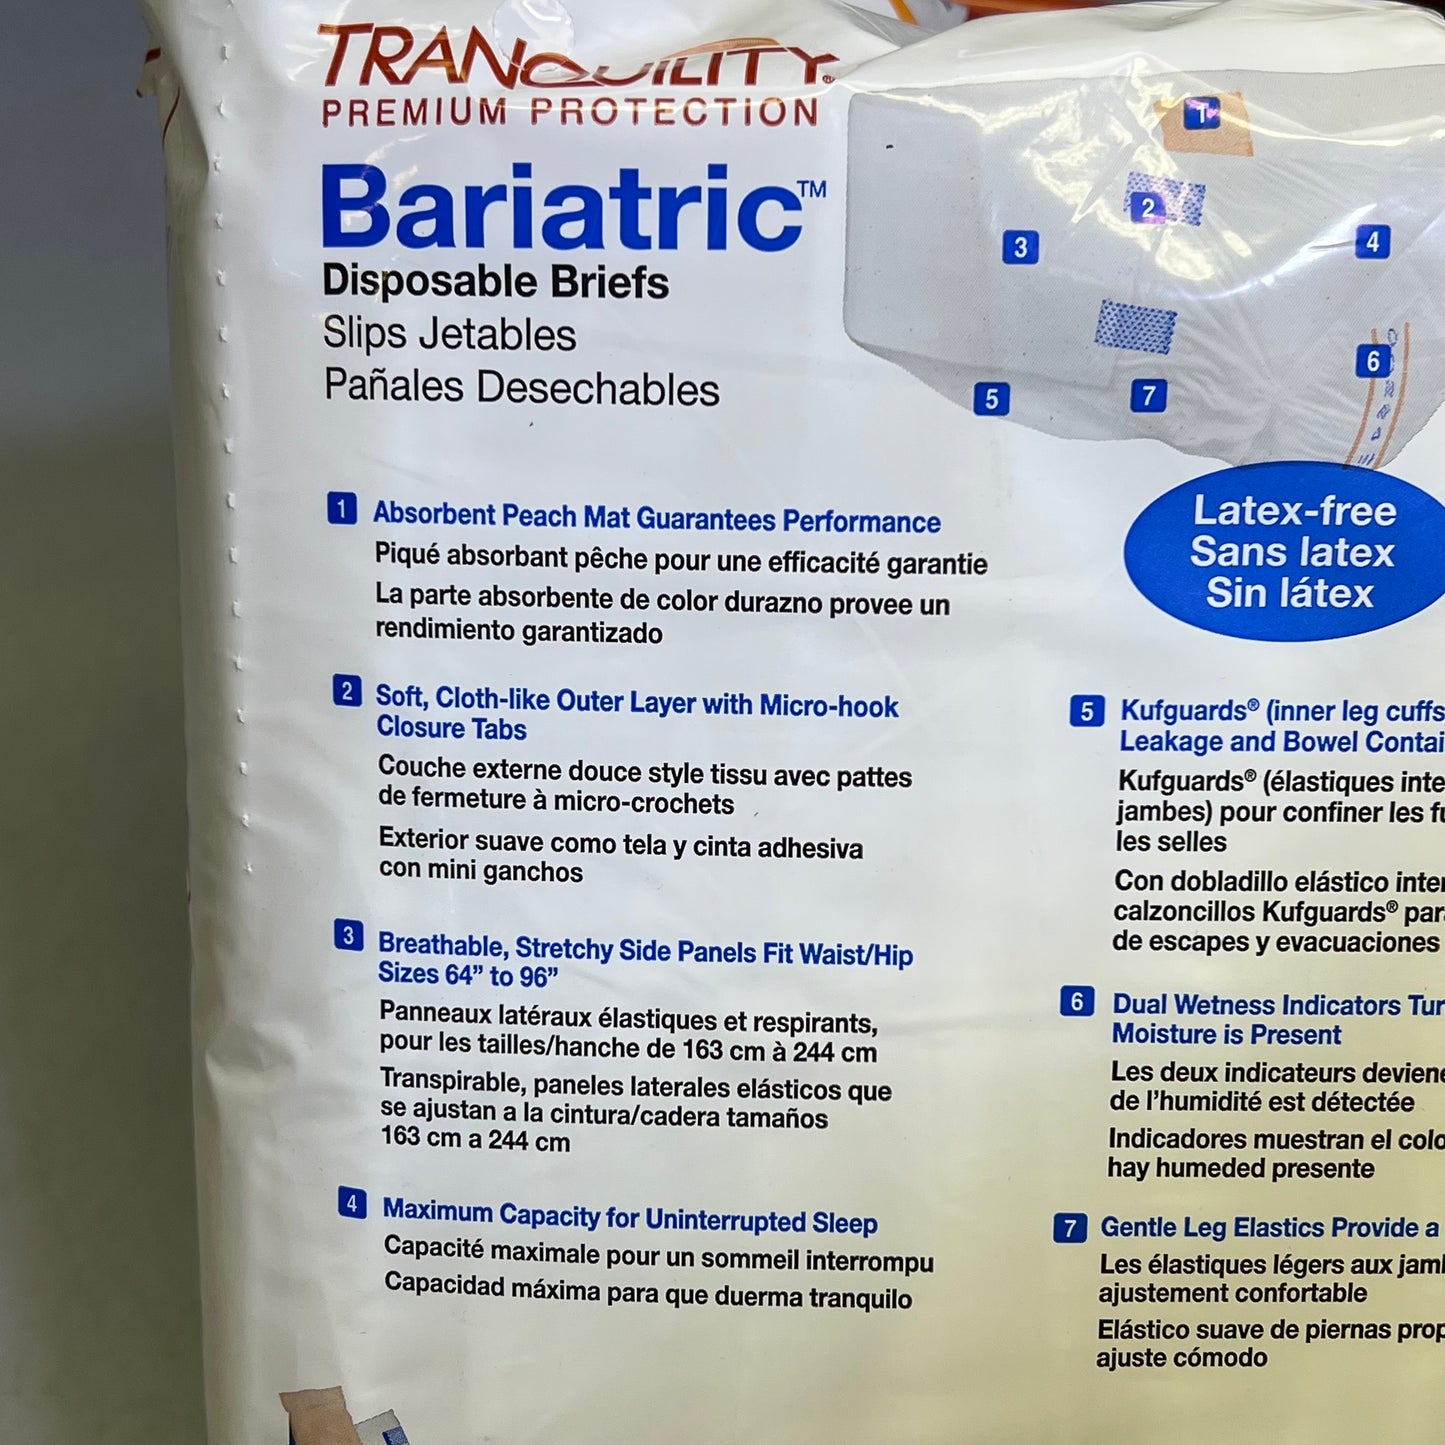 TRANQUILITY®
PREMIUM PROTECTION
Bariatric™
Disposable Briefs
Slips Jetables
Pañales Desechables
1
2
3
4
5
7
6
Latex-free
Sans latex
Sin látex
1 Absorbent Peach Mat Guarantees Performance
Piqué absorbant pêche pour une efficacité garantie
La parte absorbente de color durazno provee un
rendimiento garantizado
2 Soft, Cloth-like Outer Layer with Micro-hook
Closure Tabs
Couche externe douce style tissu avec pattes
de fermeture à micro-crochets
Exterior suave como tela y cinta adhesiva
con mini ganchos
3 Breathable, Stretchy Side Panels Fit Waist/Hip
Sizes 64” to 96”
Panneaux latéraux élastiques et respirants,
pour les tailles/hanche de 163 cm à 244 cm
Transpirable, paneles laterales elásticos que
se ajustan a la cintura/cadera tamaños
163 cm a 244 cm
4 Maximum Capacity for Uninterrupted Sleep
Capacité maximale pour un sommeil interrompu
Capacidad máxima para que duerma tranquilo
5 Kufguards® (inner leg cuffs
Leakage and Bowel
Kufguards® (élastiques
jambes) pour confiner les
les selles
Con dobladillo elástico
calzoncillos Kufguards®
de escapes y evacuaciones
6 Dual Wetness Indicators
Moisture is Present
Les deux indicateurs
de l’humidité est détectée
Indicadores muestran el
hay humeded presente
7 Gentle Leg Elastics Provide a
Les élastiques légers aux
ajustement confortable
Elástico suave de piernas
ajuste cómodo